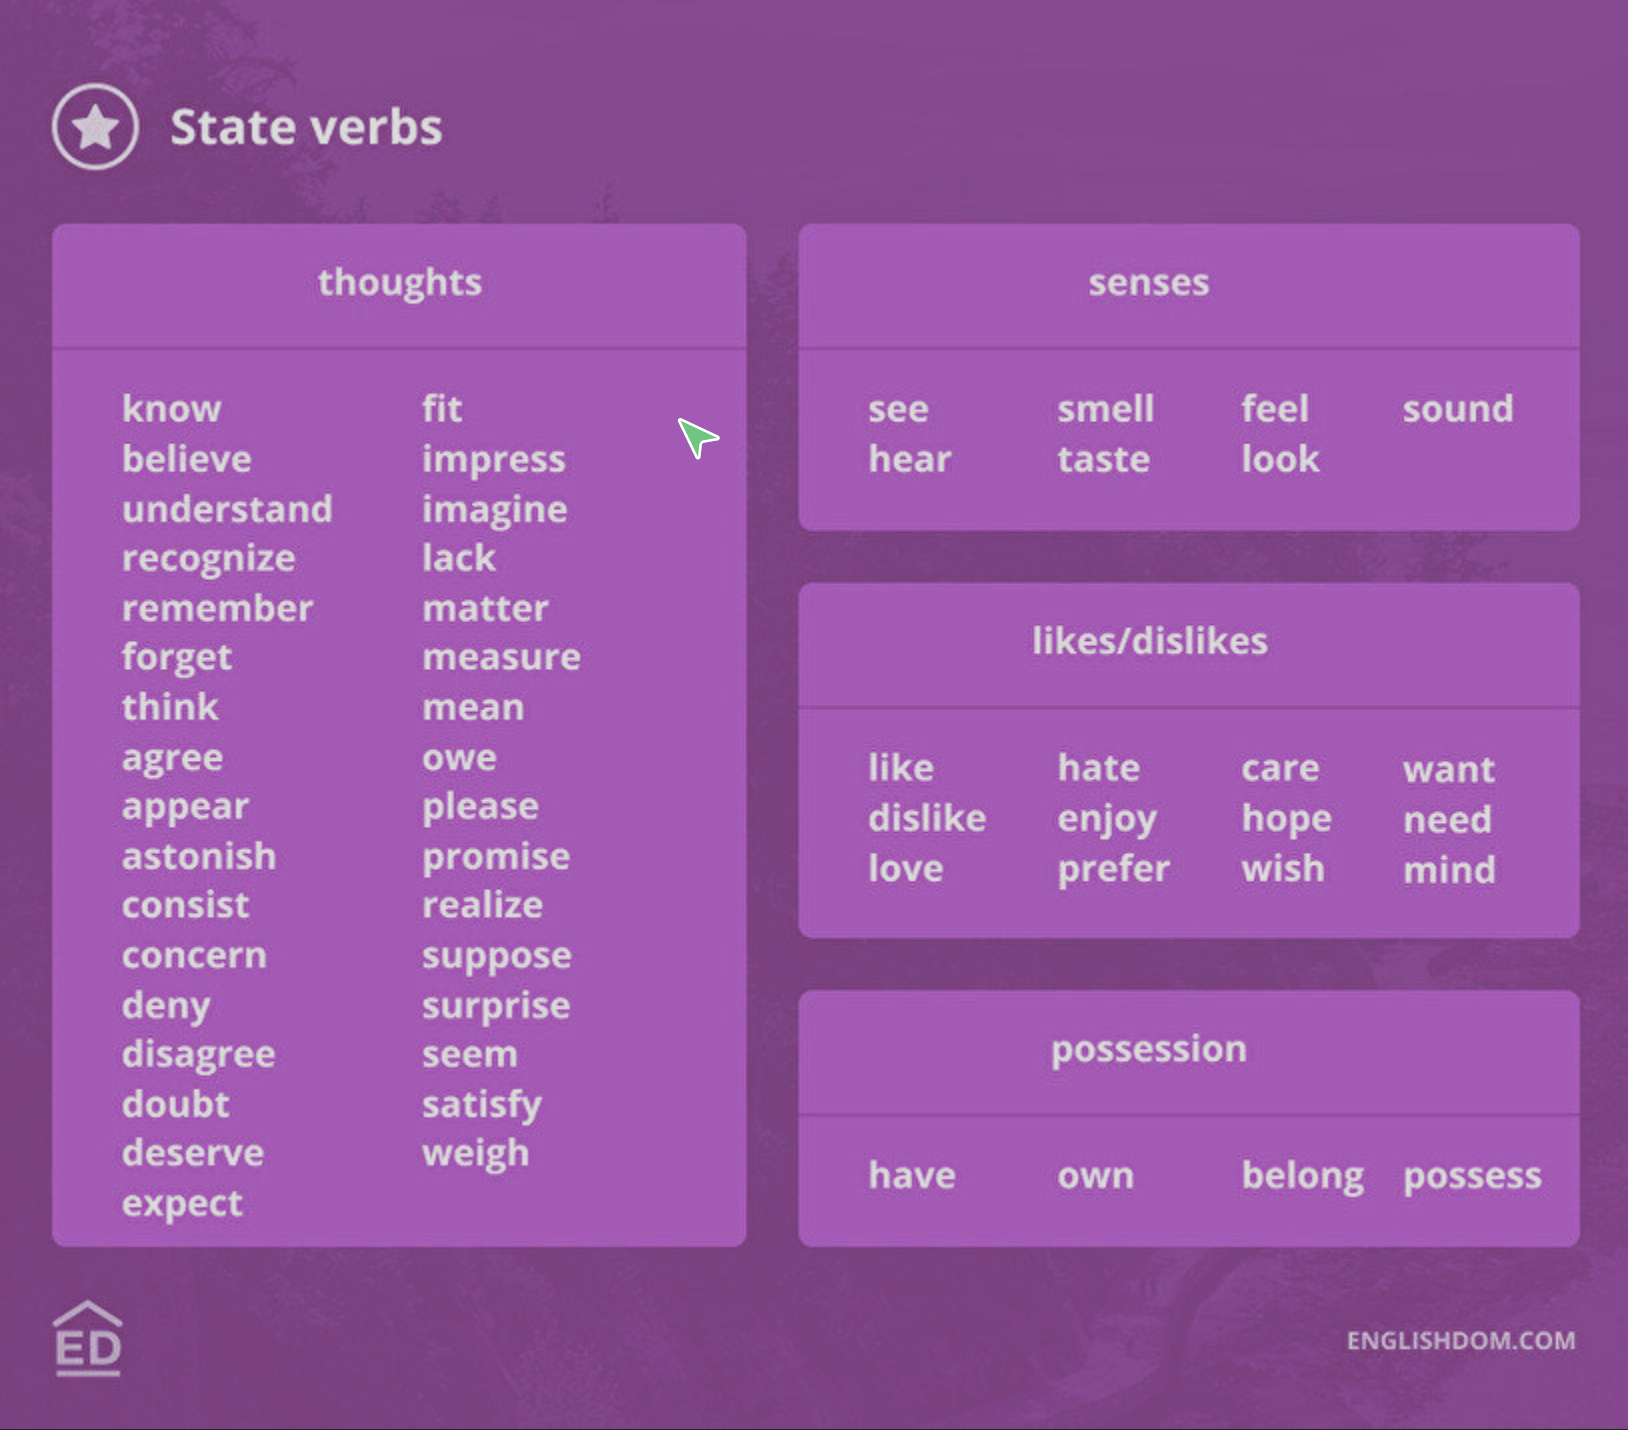 State verbs
thoughts
know
believe
understand
recognize
remember
forget
think
agree
appear
astonish
consist
concern
deny
disagree
doubt
deserve
expect
fit
impress
imagine
lack
matter
measure
mean
owe
please
promise
realize
suppose
surprise
seem
satisfy
weigh
senses
see smell feel sound
hear taste look
likes/dislikes
like hate care want
dislike enjoy hope need
love prefer wish mind
possession
have own belong possess
ED
ENGLISHDOM.COM